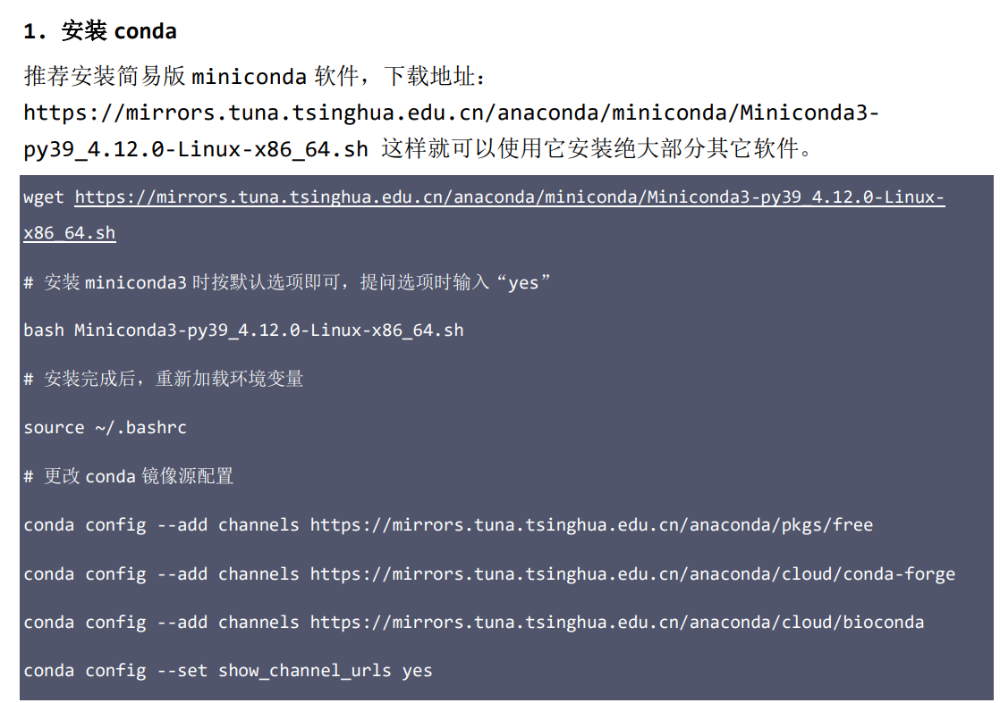 1. 安装 conda
推荐安装简易版 miniconda 软件，下载地址：
https://mirrors.tuna.tsinghua.edu.cn/anaconda/miniconda/Miniconda3-
py39_4.12.0-Linux-x86_64.sh 这样就可以使用它安装绝大部分其它软件。
wget https://mirrors.tuna.tsinghua.edu.cn/anaconda/miniconda/Miniconda3-py39_4.12.0-Linux-
x86_64.sh
# 安装 miniconda3 时按默认选项即可，提问选项时输入“yes”
bash Miniconda3-py39_4.12.0-Linux-x86_64.sh
# 安装完成后，重新加载环境变量
source ~/.bashrc
# 更改 conda 镜像源配置
conda config --add channels https://mirrors.tuna.tsinghua.edu.cn/anaconda/pkgs/free
conda config --add channels https://mirrors.tuna.tsinghua.edu.cn/anaconda/cloud/conda-forge
conda config --add channels https://mirrors.tuna.tsinghua.edu.cn/anaconda/cloud/bioconda
conda config --set show_channel_urls yes